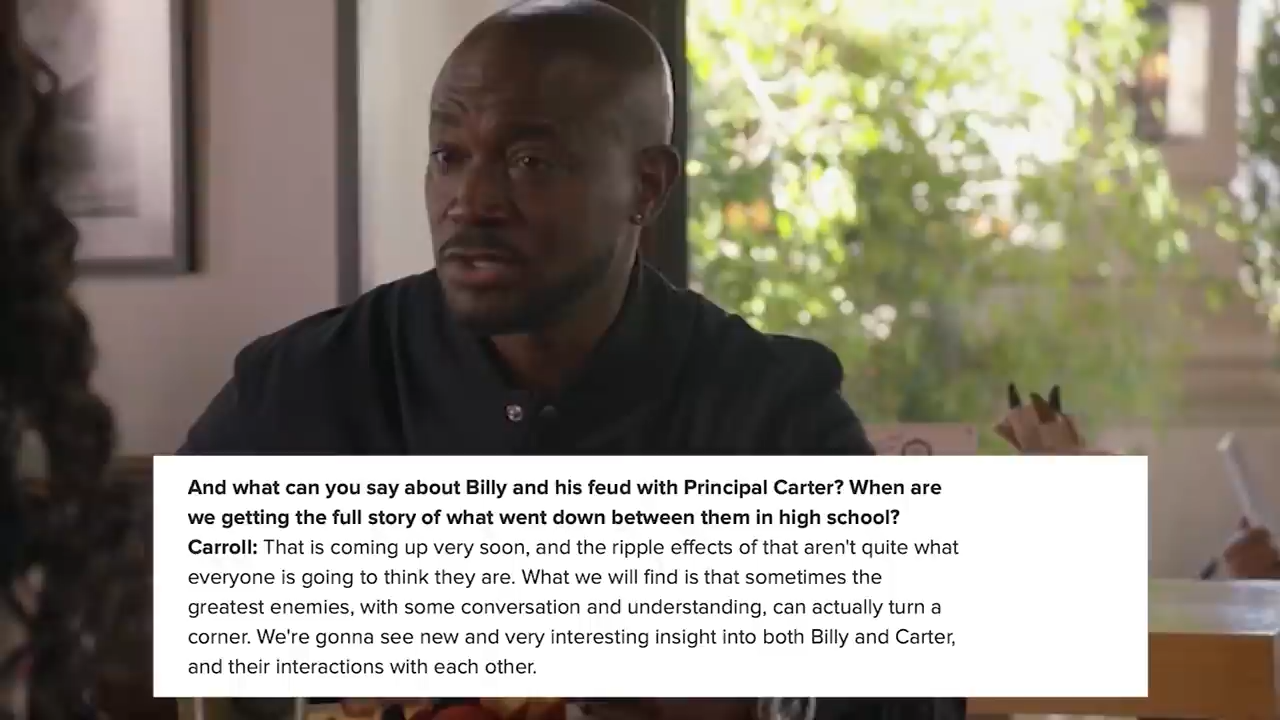 And what can you say about Billy and his feud with Principal Carter? When are
we getting the full story of what went down between them in high school?
Carroll: That is coming up very soon, and the ripple effects of that aren't quite what
everyone is going to think they are. What we will find is that sometimes the
greatest enemies, with some conversation and understanding, can actually turn a
corner. We're gonna see new and very interesting insight into both Billy and Carter,
and their interactions with each other.